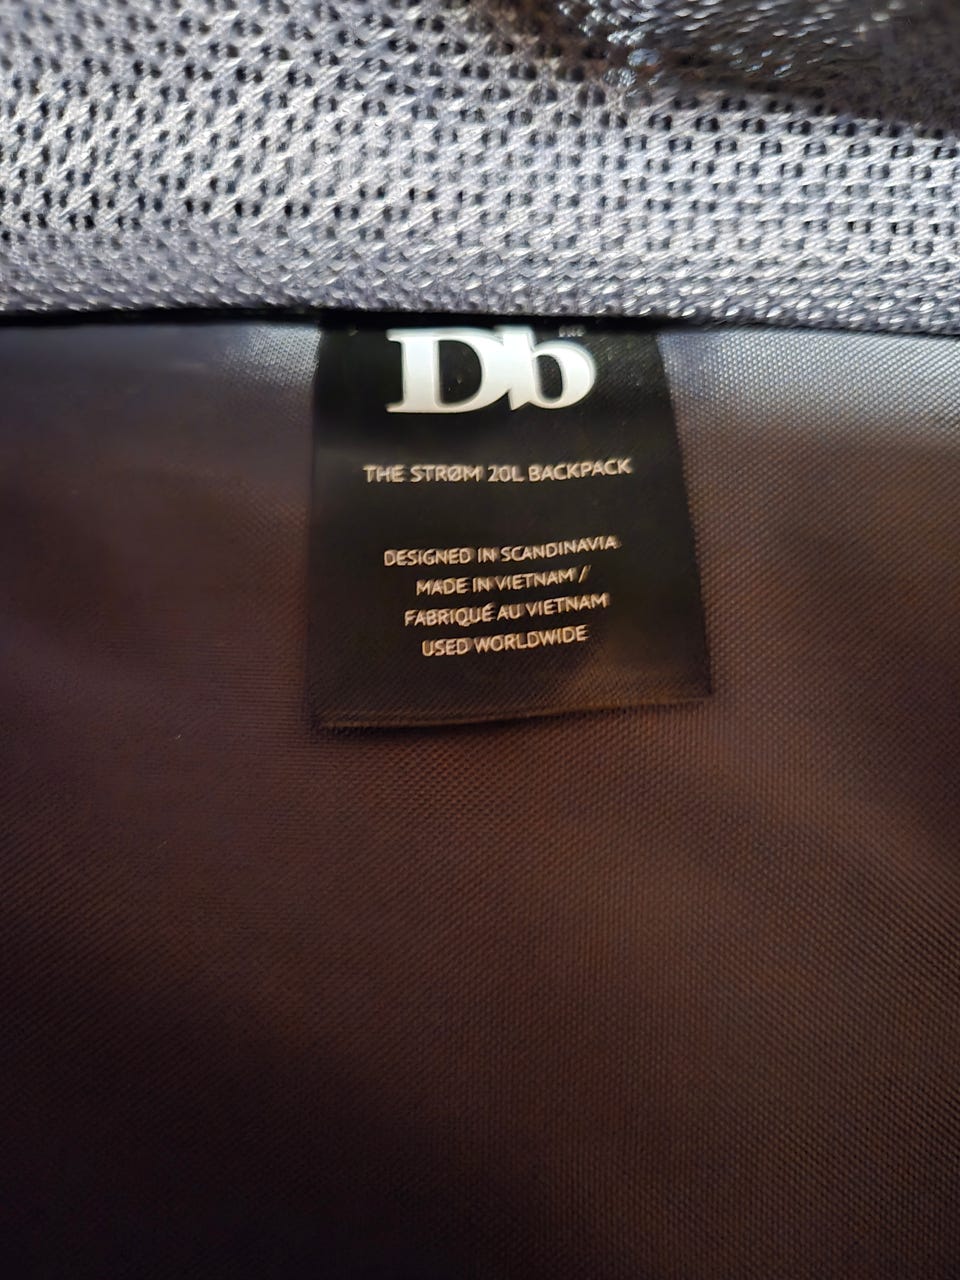 Db
THE STRØM 20L BACKPACK
DESIGNED IN SCANDINAVIA
MADE IN VIETNAM /
FABRIQUÉ AU VIETNAM
USED WORLDWIDE